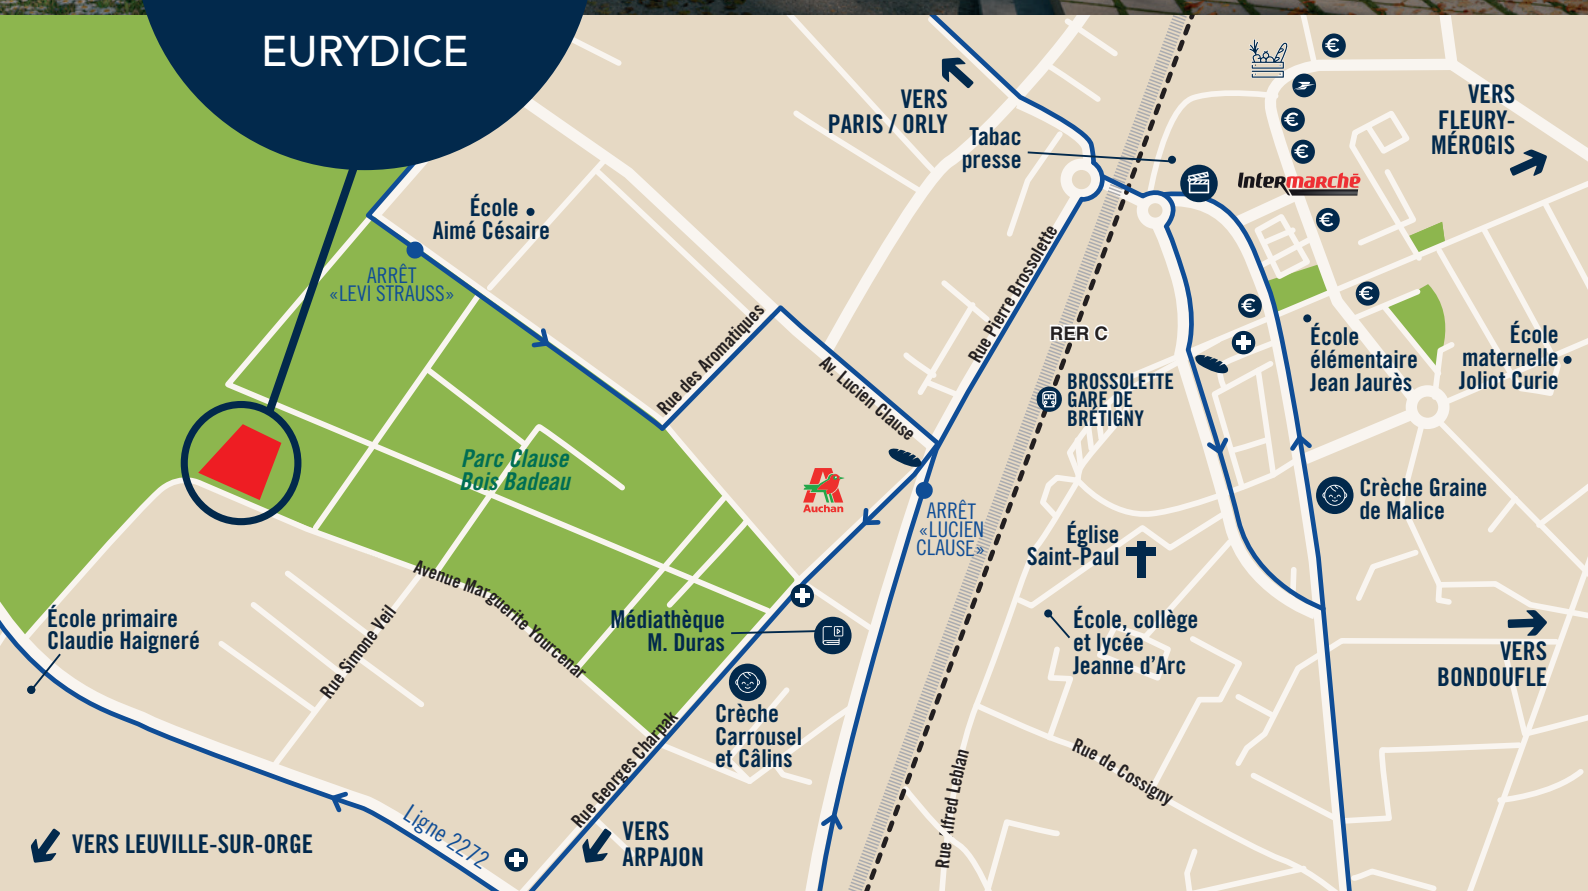 EURYDICE
VERS
PARIS / ORLY
Tabac
presse
VERS
FLEURY-
MÉROGIS
€
€
€
Intermarché
€
École
Aimé Césaire
ARRÊT
«LEVI STRAUSS»
Rue des Aromatiques
Av. Lucien Clause
Rue Pierre Brossolette
RER C
€
€
École
élémentaire
Jean Jaurès
École
maternelle
Joliot Curie
BROSSOLETTE
GARE DE
BRÉTIGNY
Parc Clause
Bois Badeau
Auchan
ARRÊT
«LUCIEN
CLAUSE»
Crèche Graine
de Malice
Église
Saint-Paul
Avenue Marguerite Yourcenar
École primaire
Claudie Haigneré
Rue Simone Veil
Médiathèque
M. Duras
École, collège
et lycée
Jeanne d'Arc
VERS
BONDOUFLE
Crèche
Carrousel
et Câlins
Rue Georges Charpak
Rue Alfred Leblan
Rue de Cossigny
Ligne 2272
VERS LEUVILLE-SUR-ORGE
VERS
ARPAJON